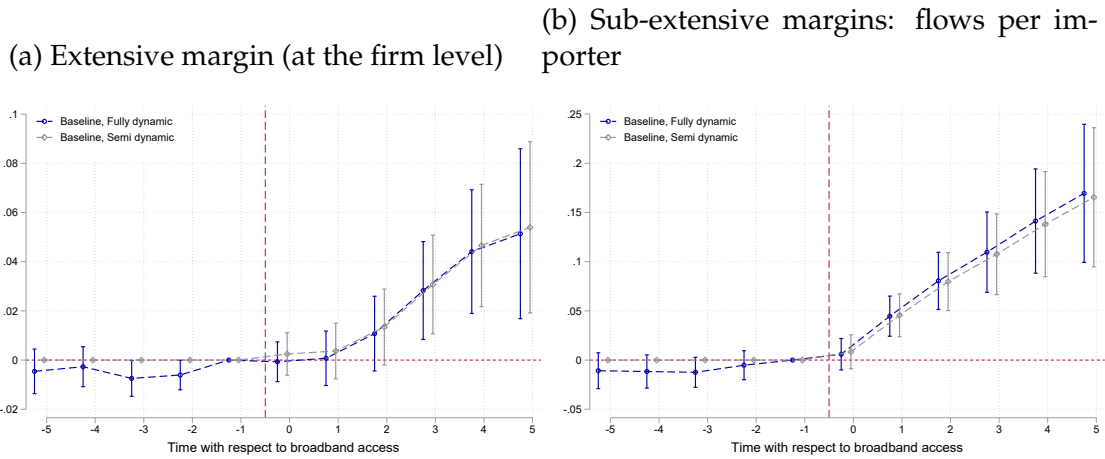 (a) Extensive margin (at the firm level)
(b) Sub-extensive margins: flows per im-
porter
Baseline, Fully dynamic
Baseline, Semi dynamic
.1
.08
.06
.04
.02
0
-.02
-5 -4 -3 -2 -1 0 1 2 3 4 5
Time with respect to broadband access
Baseline, Fully dynamic
Baseline, Semi dynamic
.25
.2
.15
.1
.05
0
-.05
-5 -4 -3 -2 -1 0 1 2 3 4 5
Time with respect to broadband access